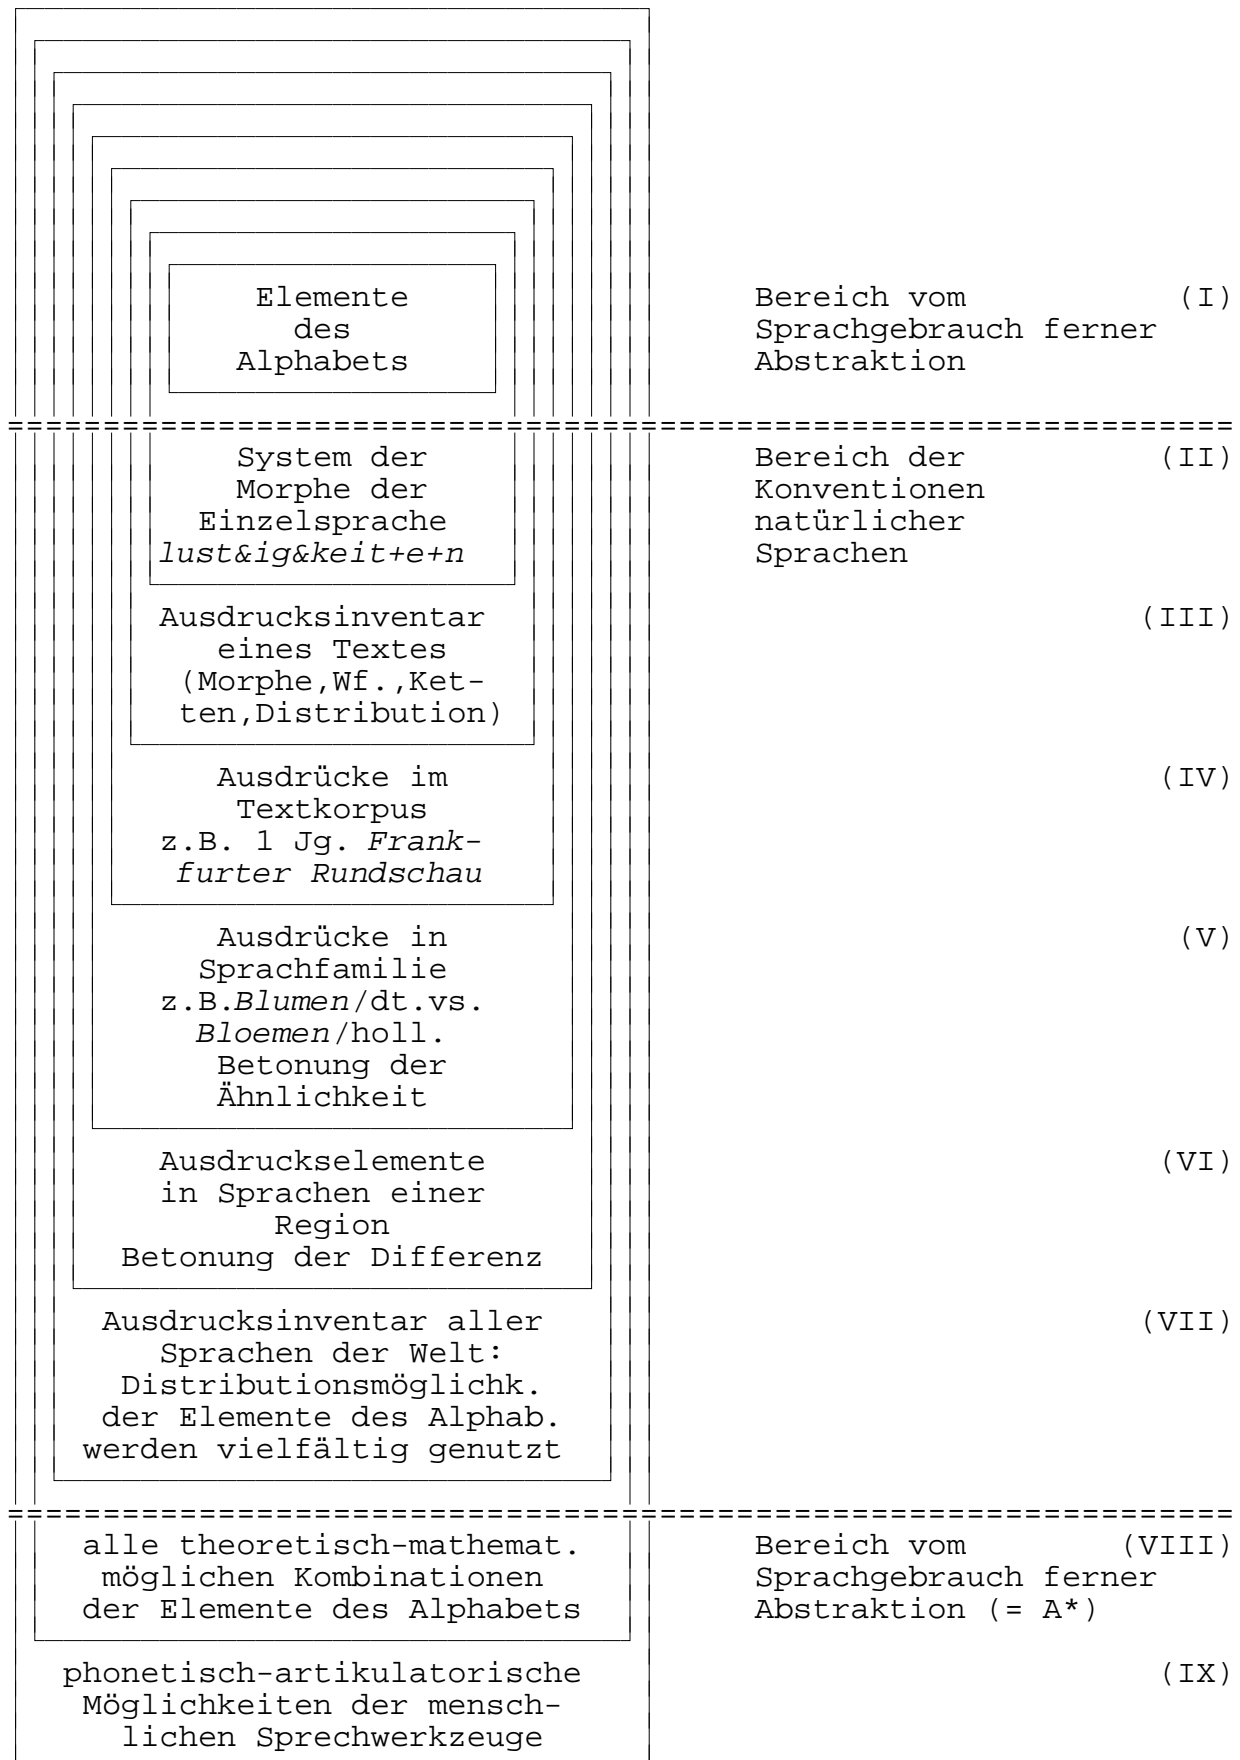 Elemente Bereich vom (I)
des Sprachgebrauch ferner
Alphabets Abstraktion
System der Bereich der (II)
Morphe der Konventionen
Einzelsprache natürlicher
lust&ig&keit+e+n Sprachen
Ausdrucksinventar (III)
eines Textes
(Morphe,Wf.,Ket-
ten,Distribution)
Ausdrücke im (IV)
Textkorpus
z.B. 1 Jg. Frank-
furter Rundschau
Ausdrücke in (V)
Sprachfamilie
z.B.Blumen/dt.vs.
Bloemen/holl.
Betonung der
Ähnlichkeit
Ausdruckselemente (VI)
in Sprachen einer
Region
Betonung der Differenz
Ausdrucksinventar aller (VII)
Sprachen der Welt:
Distributionsmöglichk.
der Elemente des Alphab.
werden vielfältig genutzt
alle theoretisch-mathemat. Bereich vom (VIII)
möglichen Kombinationen Sprachgebrauch ferner
der Elemente des Alphabets Abstraktion (= A*)
phonetisch-artikulatorische (IX)
Möglichkeiten der mensch-
lichen Sprechwerkzeuge